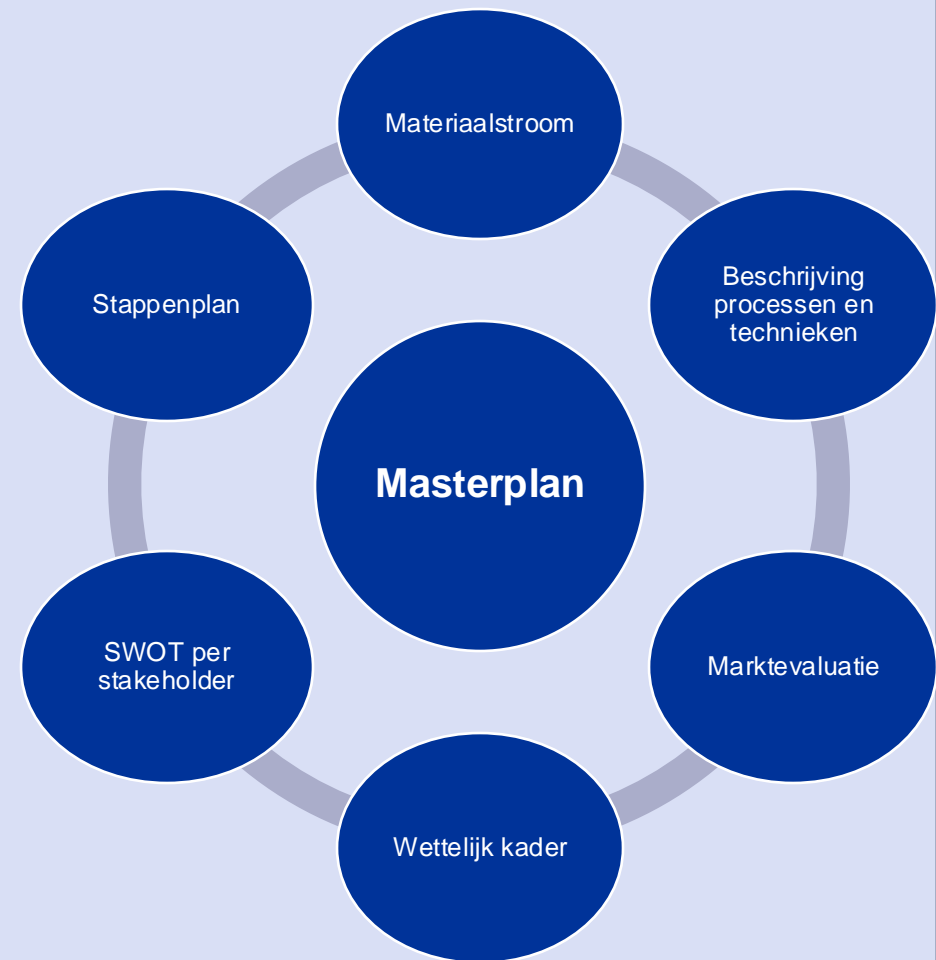 Materiaalstroom
Beschrijving
processen en
technieken
Marktevaluatie
Wettelijk kader
SWOT per
stakeholder
Stappenplan
Masterplan